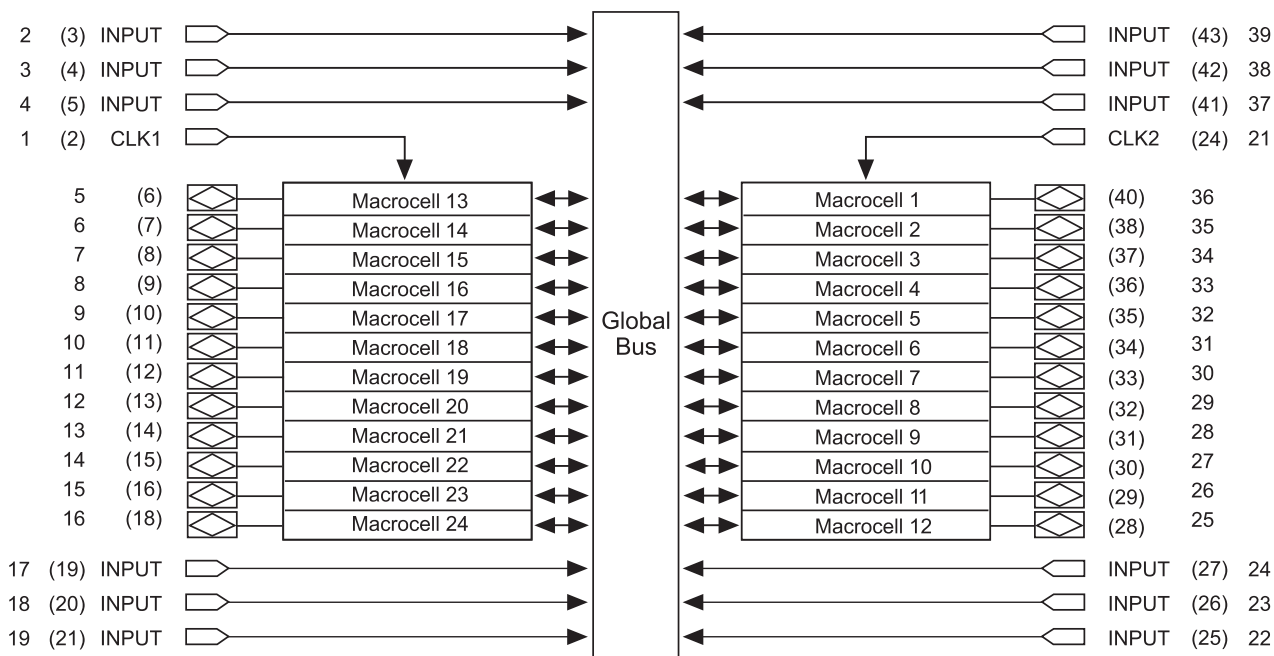 2 (3) INPUT INPUT (43) 39
3 (4) INPUT INPUT (42) 38
4 (5) INPUT INPUT (41) 37
1 (2) CLK1 CLK2 (24) 21
5 (6) Macrocell 13 Macrocell 1 (40) 36
6 (7) Macrocell 14 Macrocell 2 (38) 35
7 (8) Macrocell 15 Macrocell 3 (37) 34
8 (9) Macrocell 16 Macrocell 4 (36) 33
9 (10) Macrocell 17 Global Macrocell 5 (35) 32
10 (11) Macrocell 18 Bus Macrocell 6 (34) 31
11 (12) Macrocell 19 Macrocell 7 (33) 30
12 (13) Macrocell 20 Macrocell 8 (32) 29
13 (14) Macrocell 21 Macrocell 9 (31) 28
14 (15) Macrocell 22 Macrocell 10 (30) 27
15 (16) Macrocell 23 Macrocell 11 (29) 26
16 (18) Macrocell 24 Macrocell 12 (28) 25
17 (19) INPUT INPUT (27) 24
18 (20) INPUT INPUT (26) 23
19 (21) INPUT INPUT (25) 22